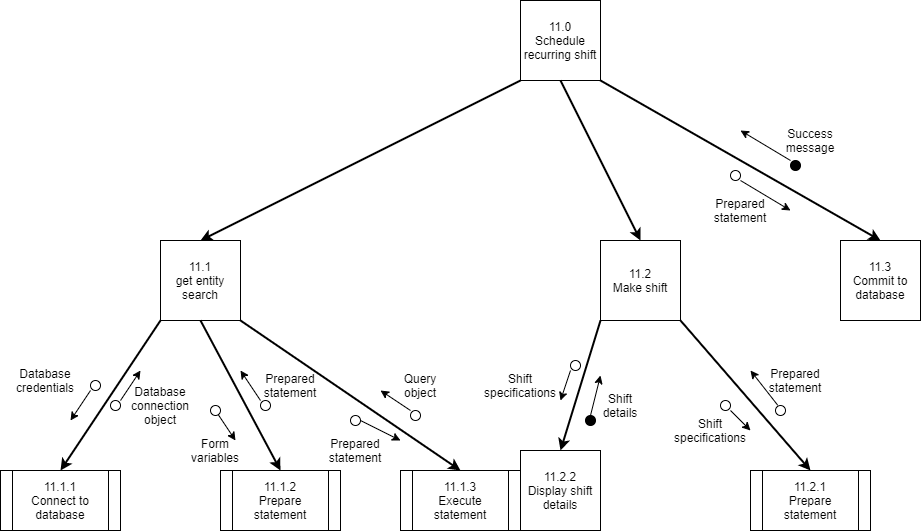 11.0
Schedule
recurring shift
Success
message
Prepared
statement
11.1
get entity
search
11.2
Make shift
11.3
Commit to
database
Database
credentials
Database
connection
object
Prepared
statement
Form
variables
Query
object
Prepared
statement
Shift
specifications
Shift
details
Prepared
statement
Shift
specifications
11.1.1
Connect to
database
11.1.2
Prepare
statement
11.1.3
Execute
statement
11.2.2
Display shift
details
11.2.1
Prepare
statement